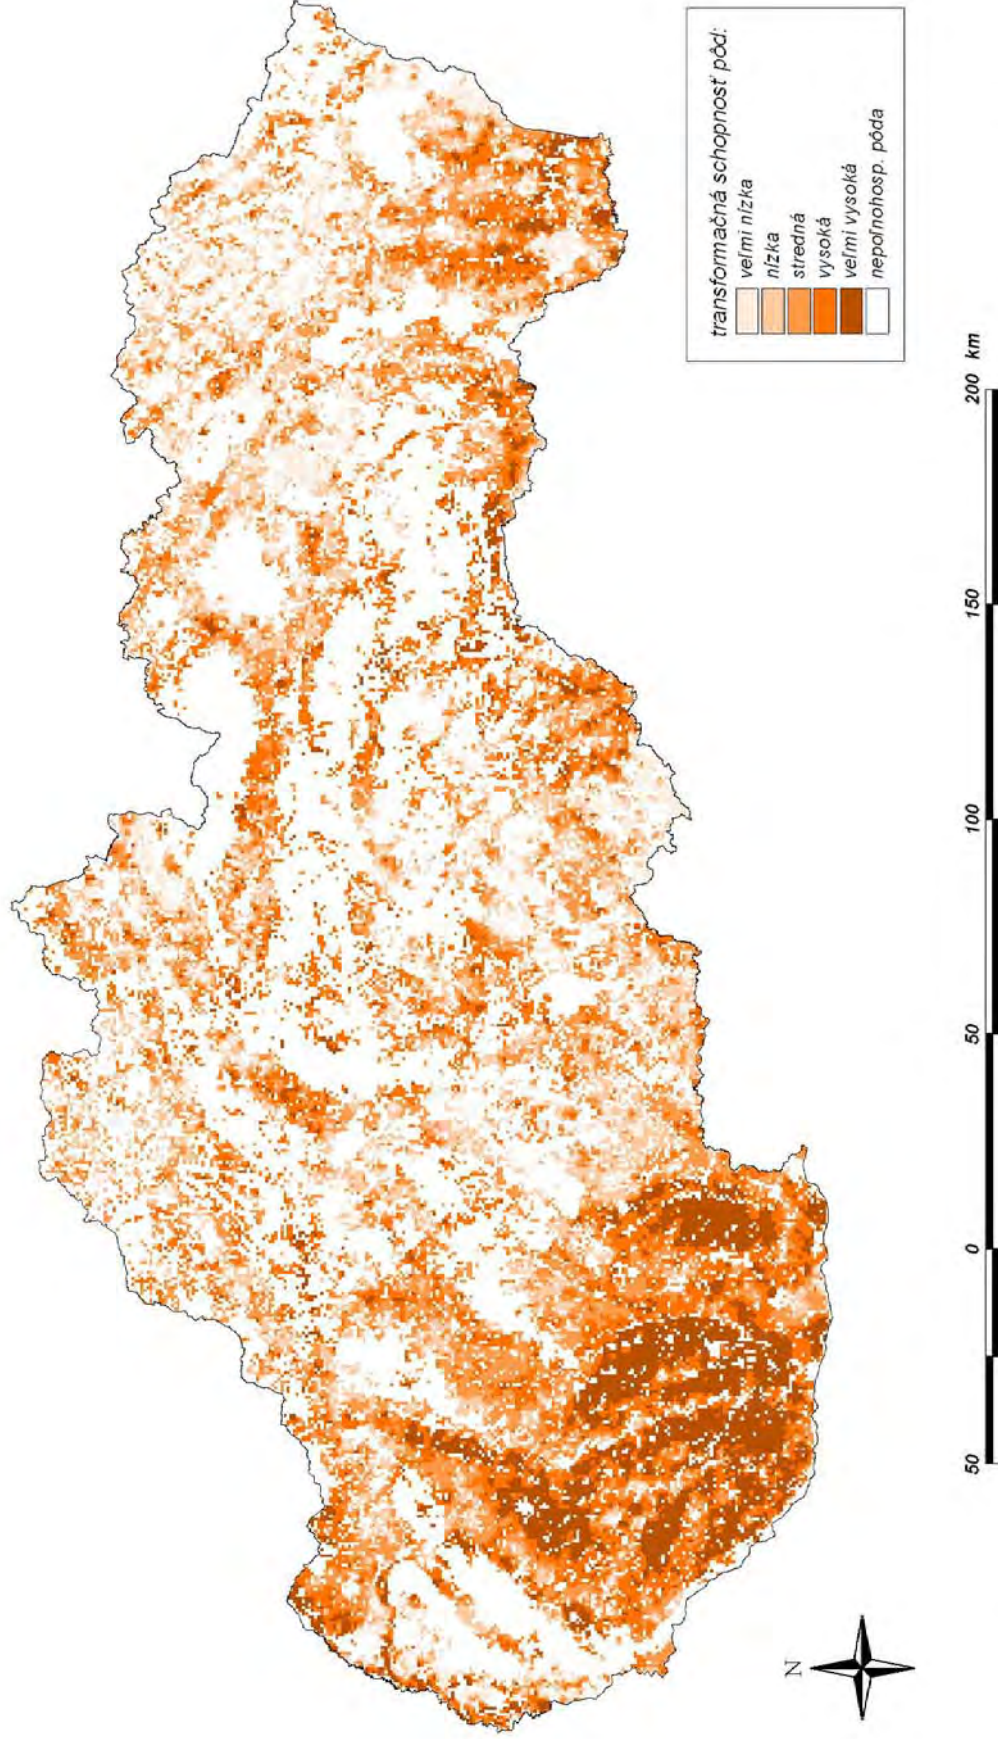 transformačná schopnosť pôd:
veľmi nízka
nízka
stredná
vysoká
veľmi vysoká
nepoľnohosp. pôda
N
50 0 50 100 150 200 km